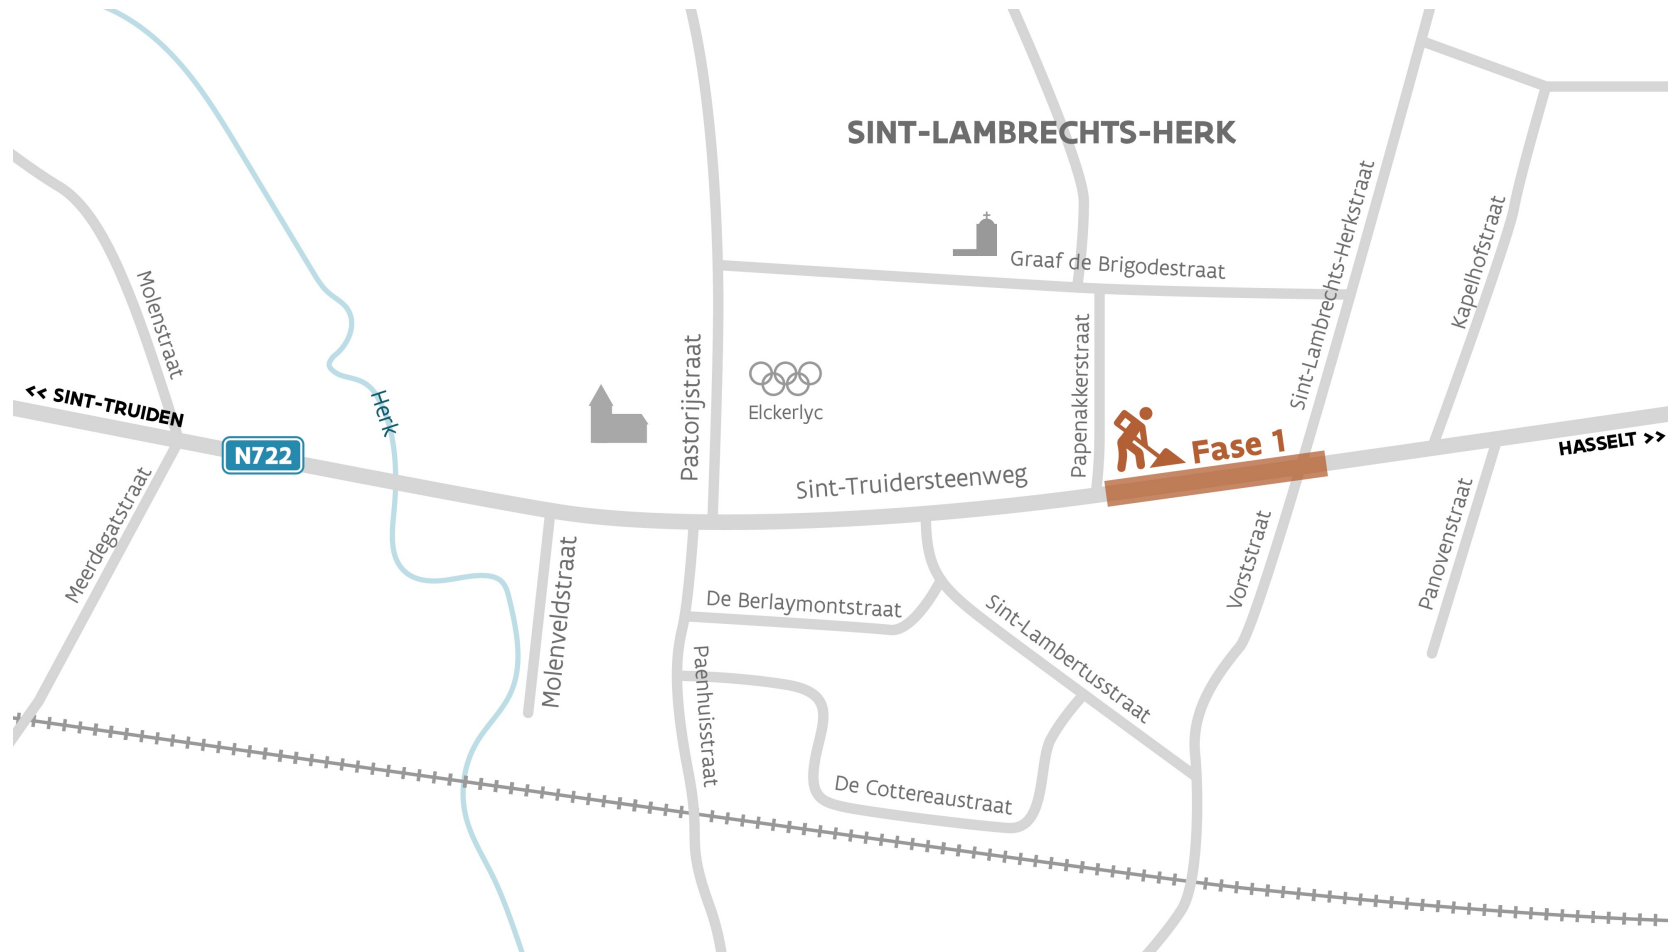 SINT-LAMBRECHTS-HERK
Graaf de Brigodestraat
Sint-Lambrechts-Herkstraat
Kapelhofstraat
Molenstraat
<< SINT-TRUIDEN
Herk
Pastorijstraat
Elckerlyc
Papenakkerstraat
Fase 1
HASSELT >>
N722
Sint-Truidersteenweg
Meerdegatstraat
Molenveldstraat
De Berlaymontstraat
Sint-Lambertusstraat
Vorststraat
Panovenstraat
Paenhuisstraat
De Cottereaustraat